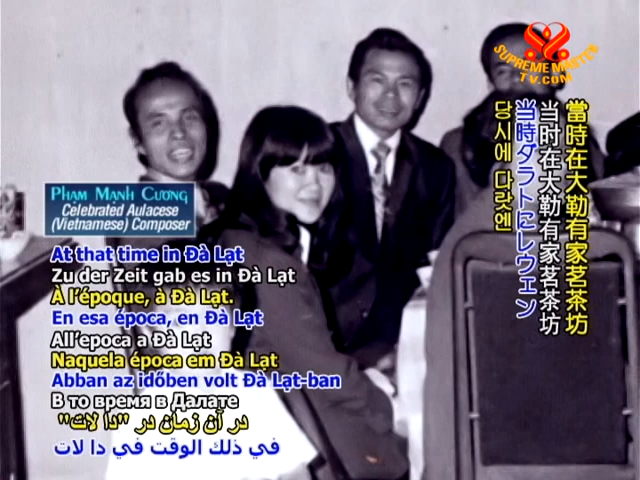 SUPREME MASTER
TV.COM
當時在大勒有家茗茶坊
当时在大勒有家茗茶坊
当時ダラトにレウェン
당시에 다랏엔
PHẠM MẠNH CƯƠNG
Celebrated Aulacese
(Vietnamese) Composer
At that time in Đà Lạt
Zu der Zeit gab es in Đà Lạt
À l'époque, à Đà Lạt.
En esa época, en Đà Lạt
All'epoca a Đà Lạt
Naquela época em Đà Lạt
Abban az időben volt Đà Lạt-ban
В то время в Далате
در آن زمان در "دا لات"
في ذلك الوقت في دا لات